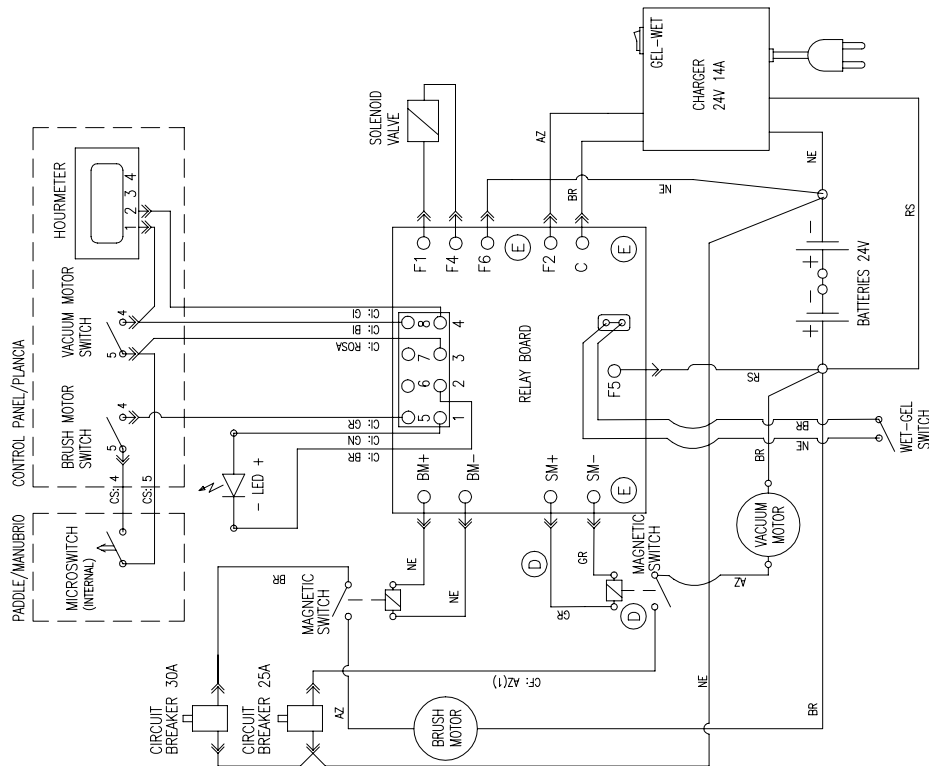 PADDLE/MANUBRIO
MICROSWITCH
(INTERNAL)
CONTROL PANEL/PLANCIA
BRUSH MOTOR
SWITCH
5
4
VACUUM MOTOR
SWITCH
5
4
HOURMETER
1 2 3 4
CS: 4
CS: 5
CIRCUIT
BREAKER 30A
CIRCUIT
BREAKER 25A
- LED +
CI: BR
CI: GN
CI: GR
CI: ROSA
CI: BI
CI: GI
SOLENOID
VALVE
GEL-WET
CHARGER
24V 14A
5 6 7 8
1 2 3 4
BM+
BM-
SM+
SM-
F1
F4
F6
F2
C
F5
E
E
E
RELAY BOARD
BR
MAGNETIC
SWITCH
NE
NE
D
GR
GR
D
MAGNETIC
SWITCH
AZ
BR
NE
NE
RS
AZ
CF: AZ(1)
BRUSH
MOTOR
NE
BR
AZ
VACUUM
MOTOR
BR
NE
BR
WET-GEL
SWITCH
RS
+ - + -
BATTERIES 24V